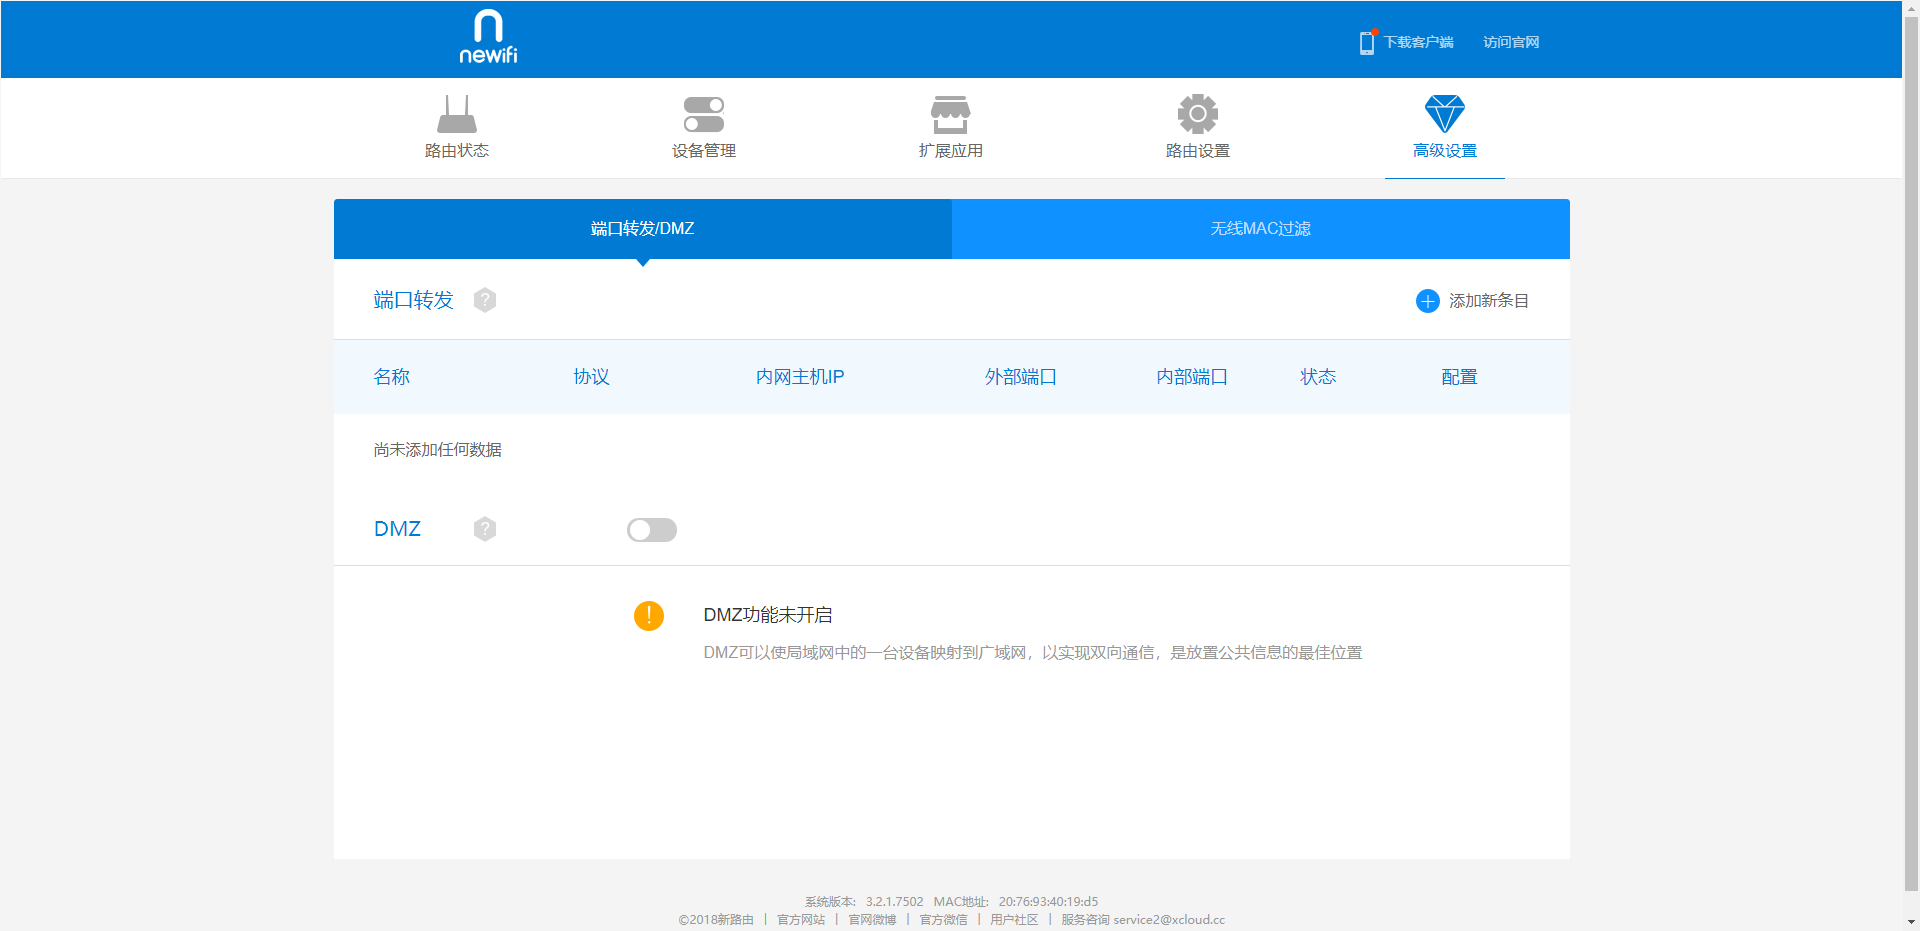 newifi
下载客户端 访问官网
路由状态 设备管理 扩展应用 路由设置 高级设置
端口转发/DMZ 无线MAC过滤
端口转发 ? 添加新条目
名称 协议 内网主机IP 外部端口 内部端口 状态 配置
尚未添加任何数据
DMZ ?
! DMZ功能未开启
DMZ可以使局域网中的一台设备映射到广域网，以实现双向通信，是放置公共信息的最佳位置
系统版本: 3.2.1.7502 MAC地址: 20:76:93:40:19:d5
©2018新路由 | 官方网站 | 官网微博 | 官方微信 | 用户社区 | 服务咨询 service2@xcloud.cc